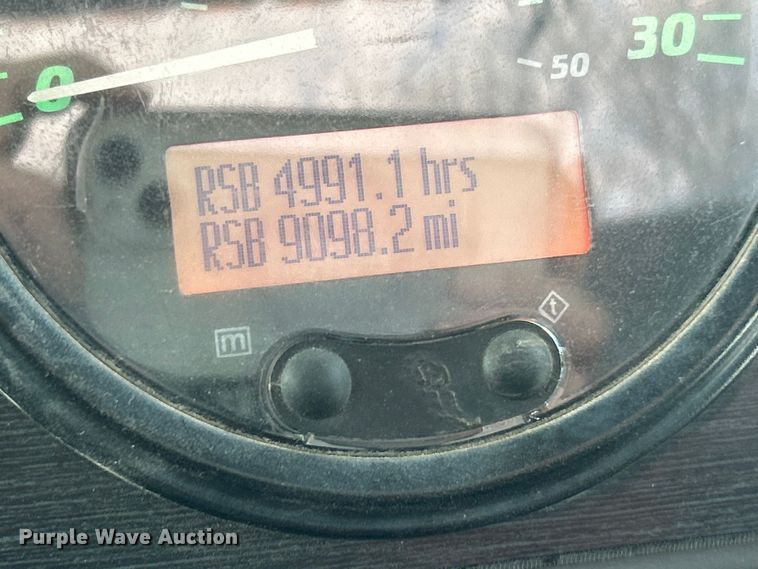 0
30
50
RSB 4991.1 hrs
RSB 9098.2 mi
m
t
Purple Wave Auction